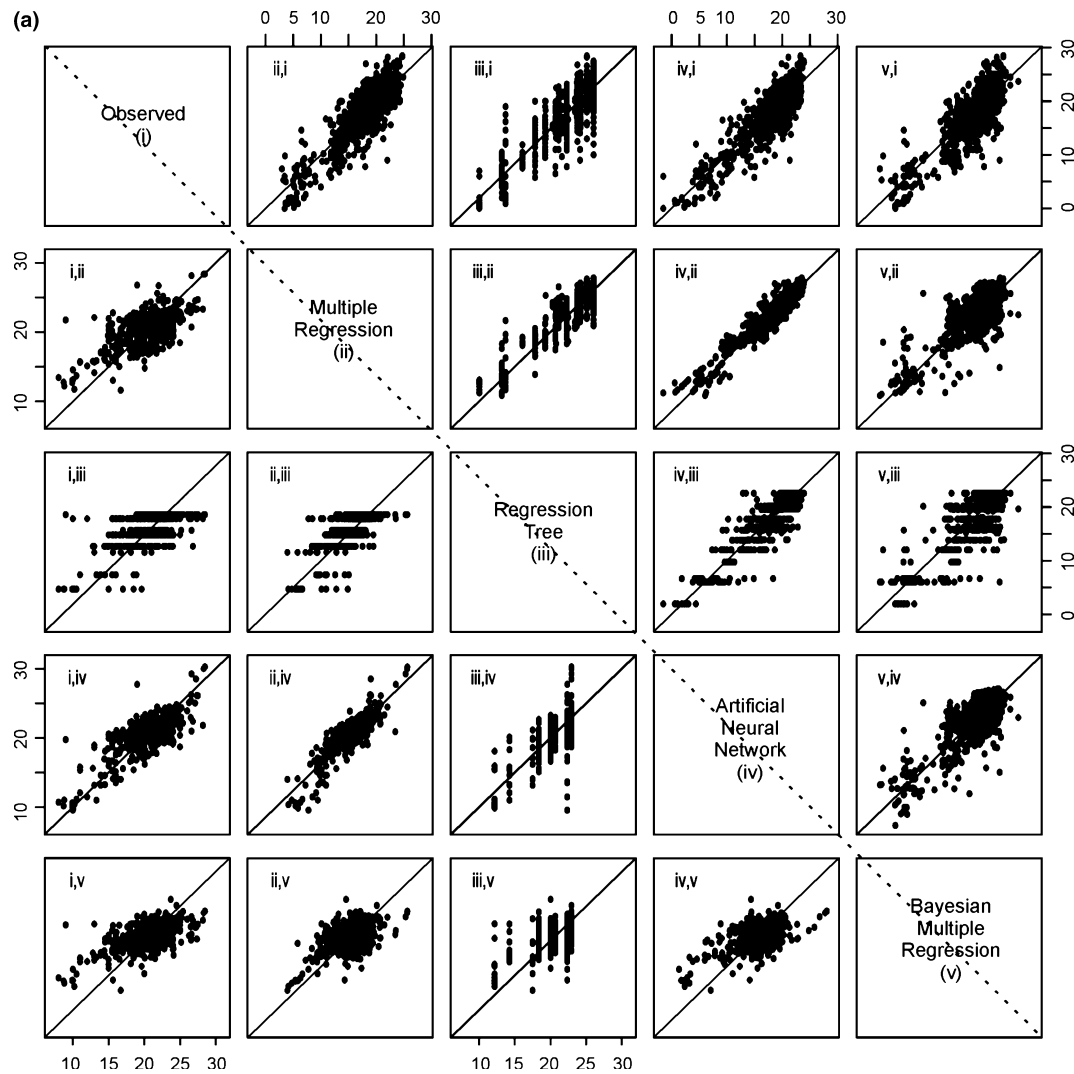 (a)
0 5 10 20 30
0 5 10 20 30
Observed
(i)
ii,i
iii,i
iv,i
v,i
30
20
10
0
30
20
10
i,ii
Multiple
Regression
(ii)
iii,ii
iv,ii
v,ii
i,iii
ii,iii
Regression
Tree
(iii)
iv,iii
v,iii
30
20
10
0
30
20
10
i,iv
ii,iv
iii,iv
Artificial
Neural
Network
(iv)
v,iv
i,v
ii,v
iii,v
iv,v
Bayesian
Multiple
Regression
(v)
10 15 20 25 30
10 15 20 25 30